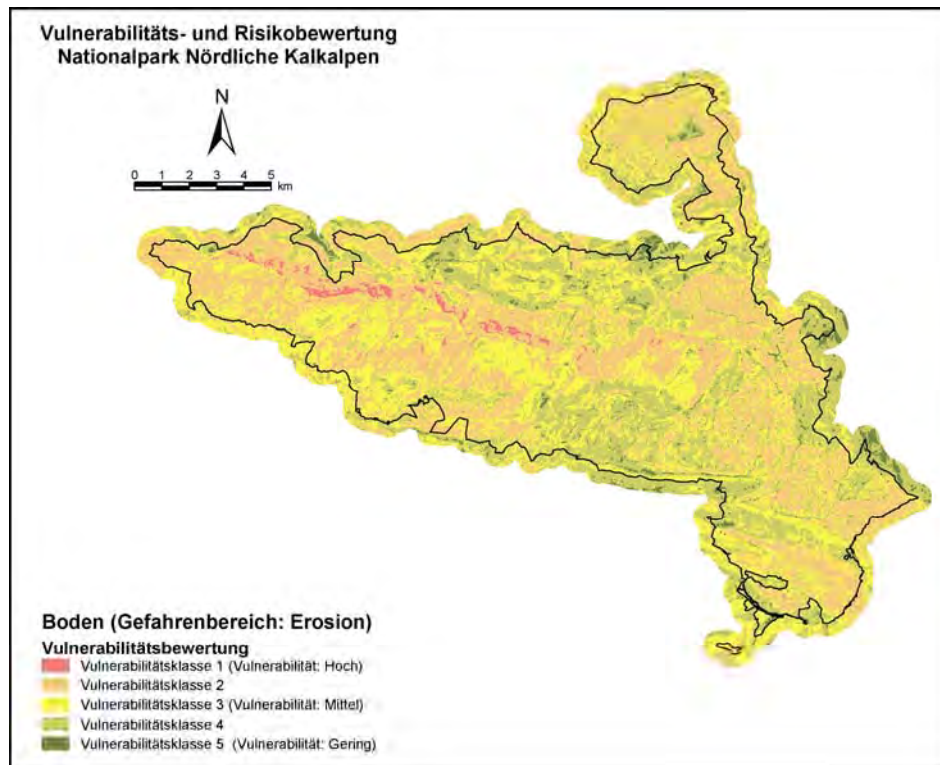 Vulnerabilitäts- und Risikobewertung
Nationalpark Nördliche Kalkalpen
N
0 1 2 3 4 5
km
Boden (Gefahrenbereich: Erosion)
Vulnerabilitätsbewertung
Vulnerabilitätsklasse 1 (Vulnerabilität: Hoch)
Vulnerabilitätsklasse 2
Vulnerabilitätsklasse 3 (Vulnerabilität: Mittel)
Vulnerabilitätsklasse 4
Vulnerabilitätsklasse 5 (Vulnerabilität: Gering)